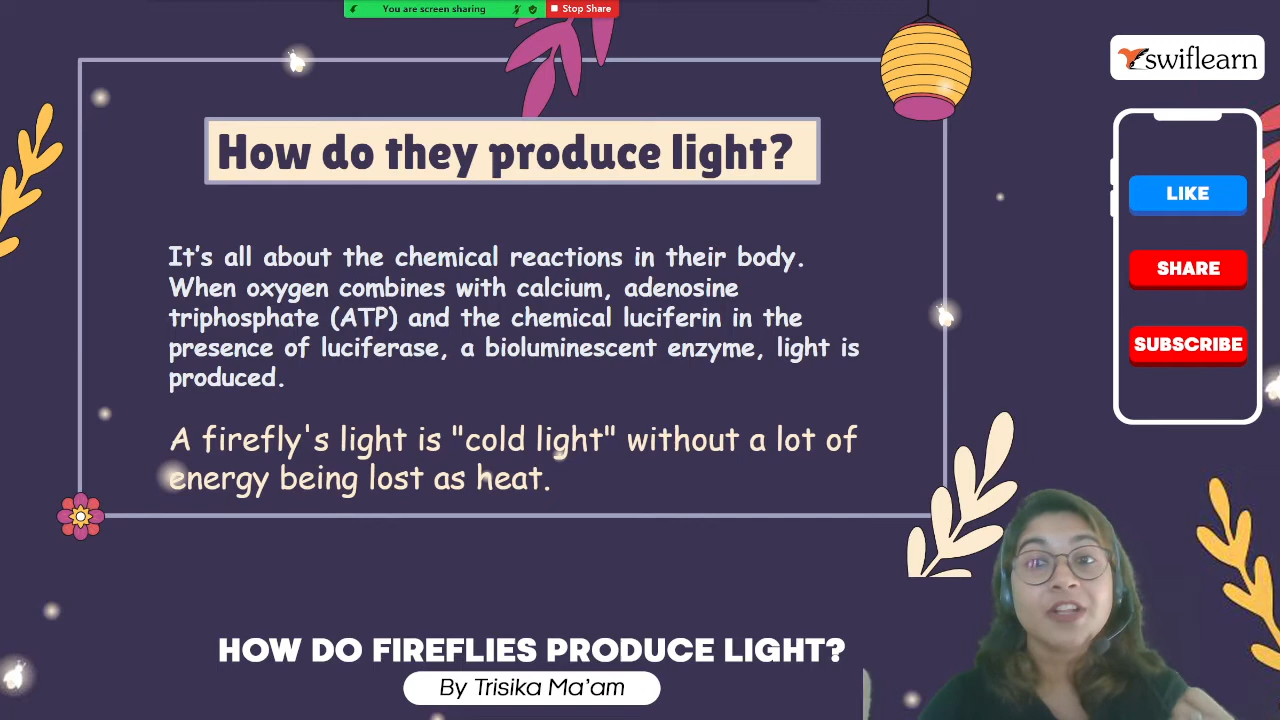 You are screen sharing
Stop Share
swiflearn
How do they produce light?
LIKE
It's all about the chemical reactions in their body.
When oxygen combines with calcium, adenosine
triphosphate (ATP) and the chemical luciferin in the
presence of luciferase, a bioluminescent enzyme, light is
produced.
SHARE
SUBSCRIBE
A firefly's light is "cold light" without a lot of
energy being lost as heat.
HOW DO FIREFLIES PRODUCE LIGHT?
By Trisika Ma'am